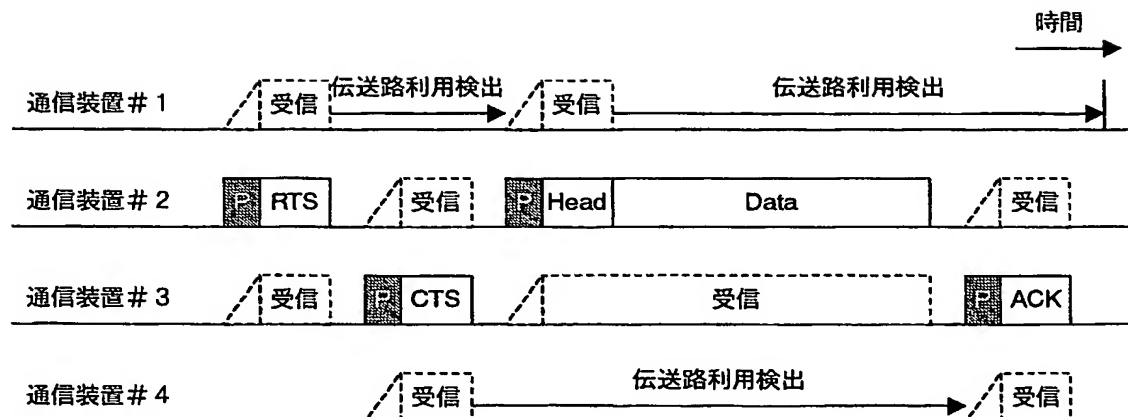 時間
通信装置#1 受信 伝送路利用検出 受信 伝送路利用検出
通信装置#2 P RTS 受信 P Head Data 受信
通信装置#3 受信 P CTS 受信 P ACK
通信装置#4 受信 伝送路利用検出 受信